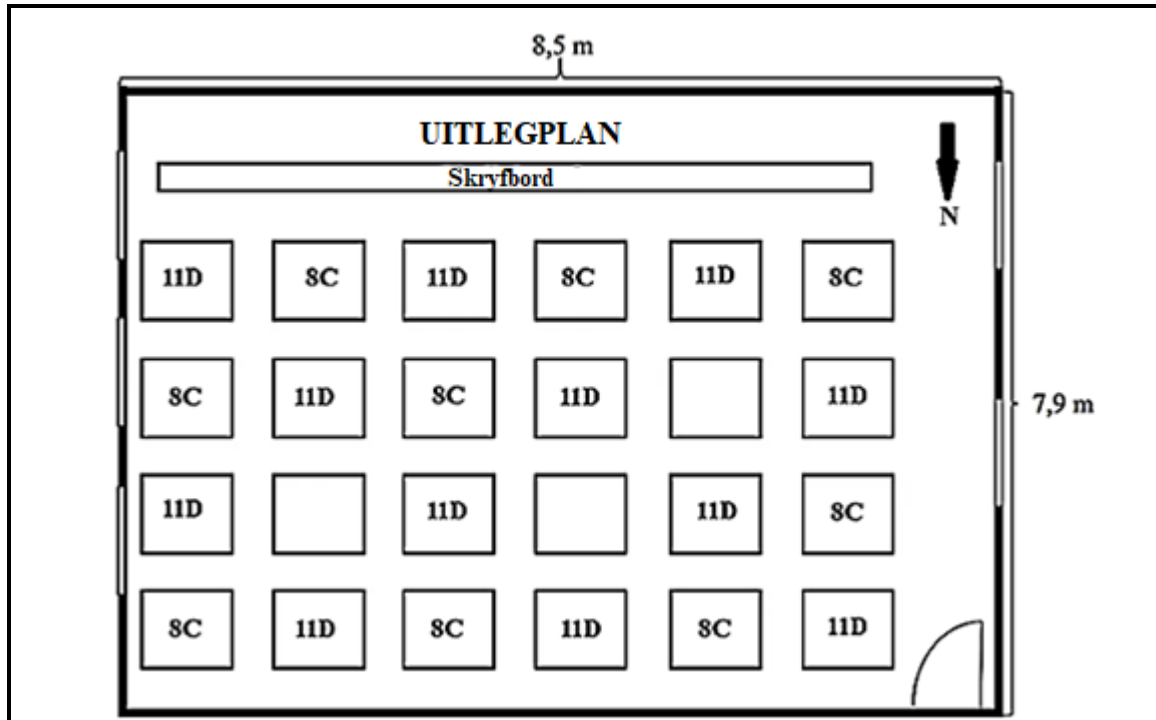 8,5 m
UITLEGPLAN
Skryfbord
N
11D 8C 11D 8C 11D 8C
8C 11D 8C 11D 11D
7,9 m
11D 11D 11D 8C
8C 11D 8C 11D 8C 11D